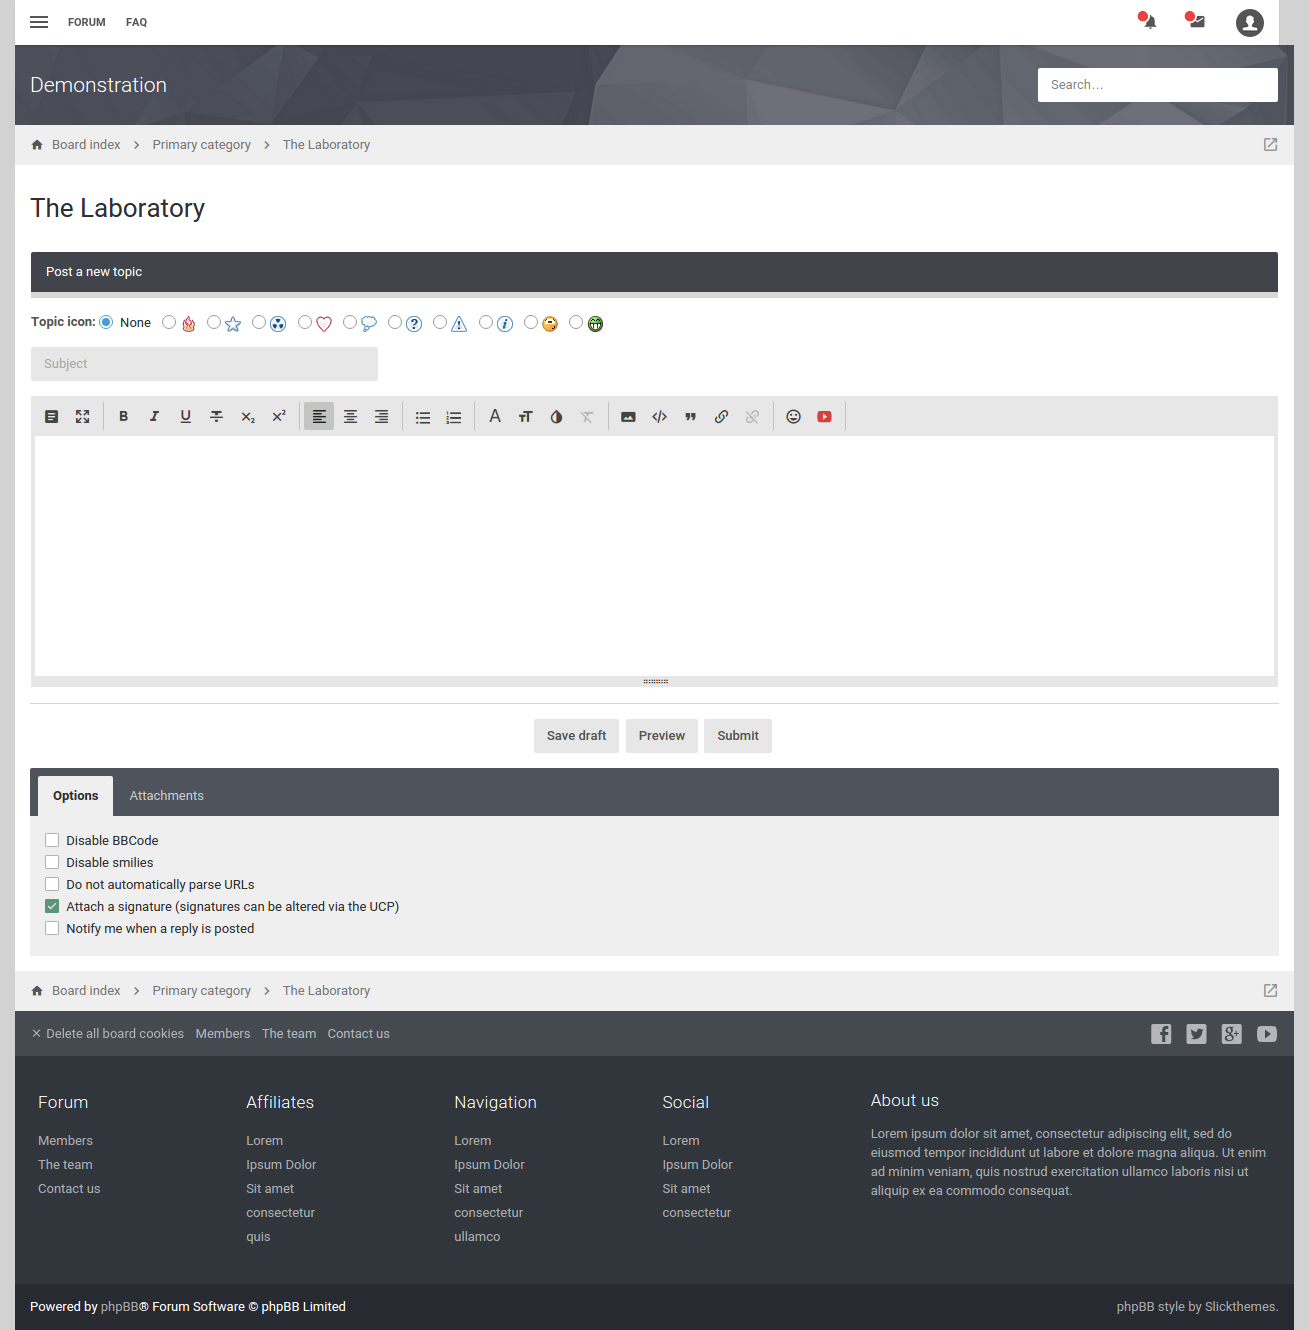 FORUM FAQ
Demonstration
Search...
Board index Primary category The Laboratory
The Laboratory
Post a new topic
Topic icon: None
Subject
Save draft Preview Submit
Options Attachments
Disable BBCode
Disable smilies
Do not automatically parse URLs
Attach a signature (signatures can be altered via the UCP)
Notify me when a reply is posted
Board index Primary category The Laboratory
Delete all board cookies Members The team Contact us
Forum
Members
The team
Contact us
Affiliates
Lorem
Ipsum Dolor
Sit amet
consectetur
quis
Navigation
Lorem
Ipsum Dolor
Sit amet
consectetur
ullamco
Social
Lorem
Ipsum Dolor
Sit amet
consectetur
About us
Lorem ipsum dolor sit amet, consectetur adipiscing elit, sed do
eiusmod tempor incididunt ut labore et dolore magna aliqua. Ut enim
ad minim veniam, quis nostrud exercitation ullamco laboris nisi ut
aliquip ex ea commodo consequat.
Powered by phpBB® Forum Software © phpBB Limited
phpBB style by Slickthemes.